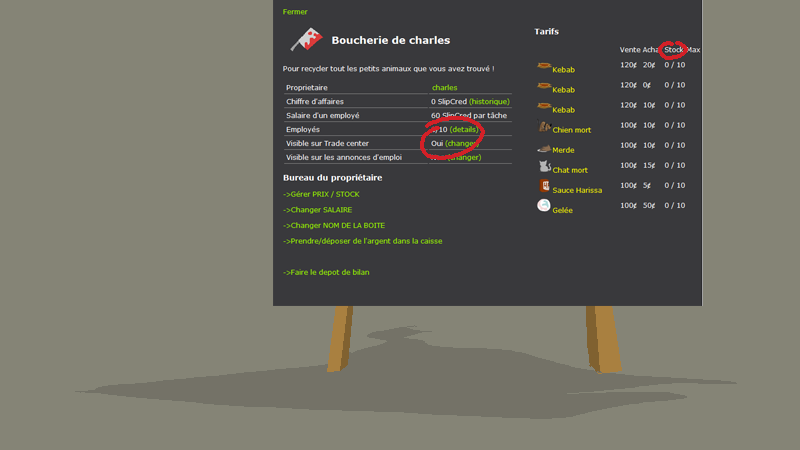 Fermer
Boucherie de charles
Pour recycler tout les petits animaux que vous avez trouvé !
Proprietaire charles
Chiffre d'affaires 0 SlipCred (historique)
Salaire d'un employé 60 SlipCred par tâche
Employés /10 (details)
Visible sur Trade center Oui (changer)
Visible sur les annonces d'emploi (changer)
Bureau du propriétaire
->Gérer PRIX / STOCK
->Changer SALAIRE
->Changer NOM DE LA BOITE
->Prendre/déposer de l'argent dans la caisse
->Faire le depot de bilan
Tarifs
Vente Acha Stock Max
Kebab 120¢ 20¢ 0 / 10
Kebab 120¢ 0¢ 0 / 10
Kebab 120¢ 10¢ 0 / 10
Chien mort 100¢ 10¢ 0 / 10
Merde 100¢ 10¢ 0 / 10
Chat mort 100¢ 15¢ 0 / 10
Sauce Harissa 100¢ 5¢ 0 / 10
Gelée 100¢ 50¢ 0 / 10